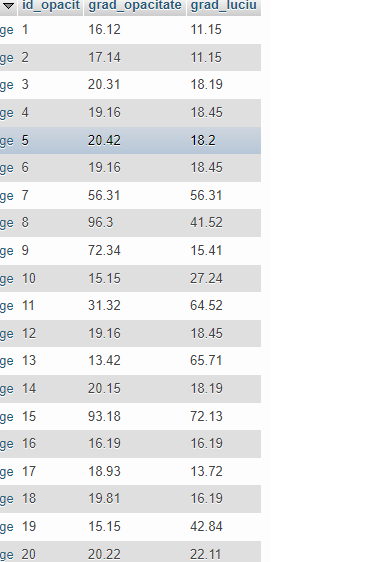 id_opacit grad_opacitate grad_luciu
ge 1 16.12 11.15
ge 2 17.14 11.15
ge 3 20.31 18.19
ge 4 19.16 18.45
ge 5 20.42 18.2
ge 6 19.16 18.45
ge 7 56.31 56.31
ge 8 96.3 41.52
ge 9 72.34 15.41
ge 10 15.15 27.24
ge 11 31.32 64.52
ge 12 19.16 18.45
ge 13 13.42 65.71
ge 14 20.15 18.19
ge 15 93.18 72.13
ge 16 16.19 16.19
ge 17 18.93 13.72
ge 18 19.81 16.19
ge 19 15.15 42.84
ge 20 20.22 22.11